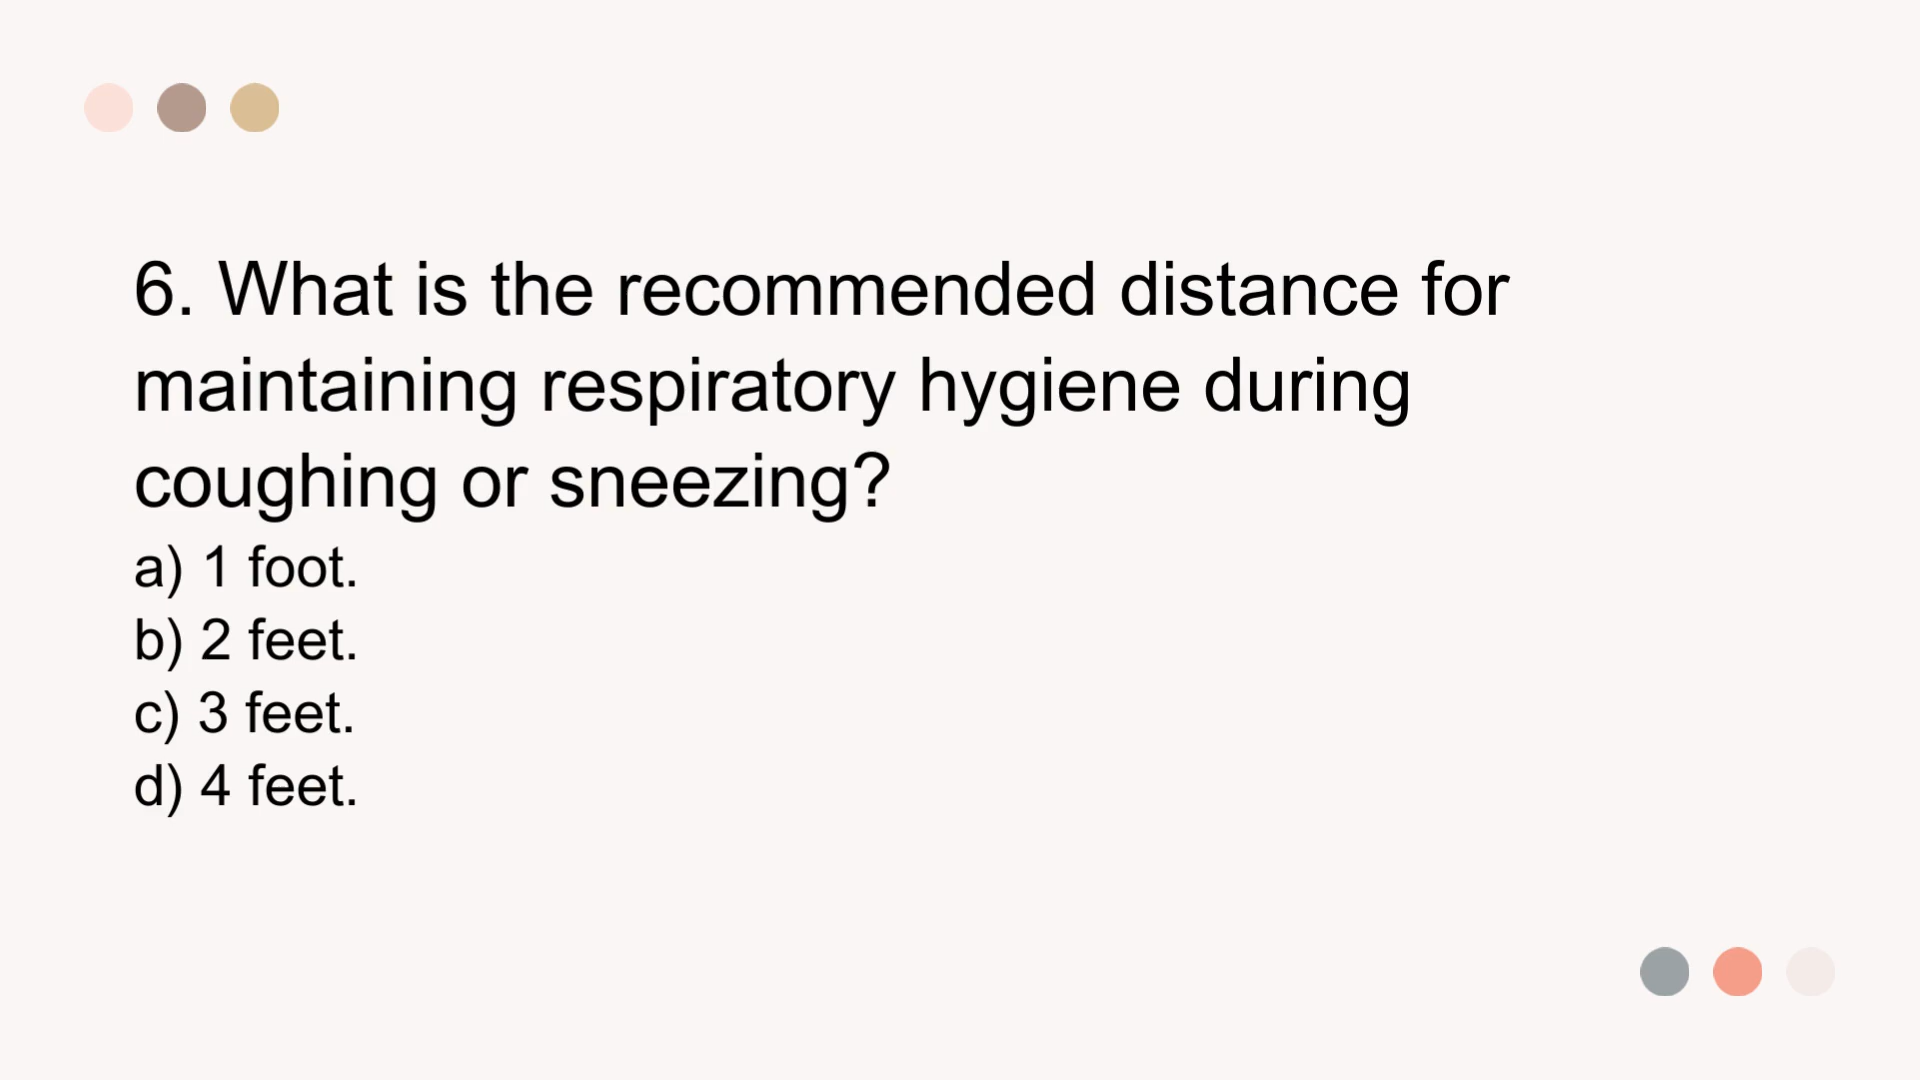 6. What is the recommended distance for
maintaining respiratory hygiene during
coughing or sneezing?
a) 1 foot.
b) 2 feet.
c) 3 feet.
d) 4 feet.